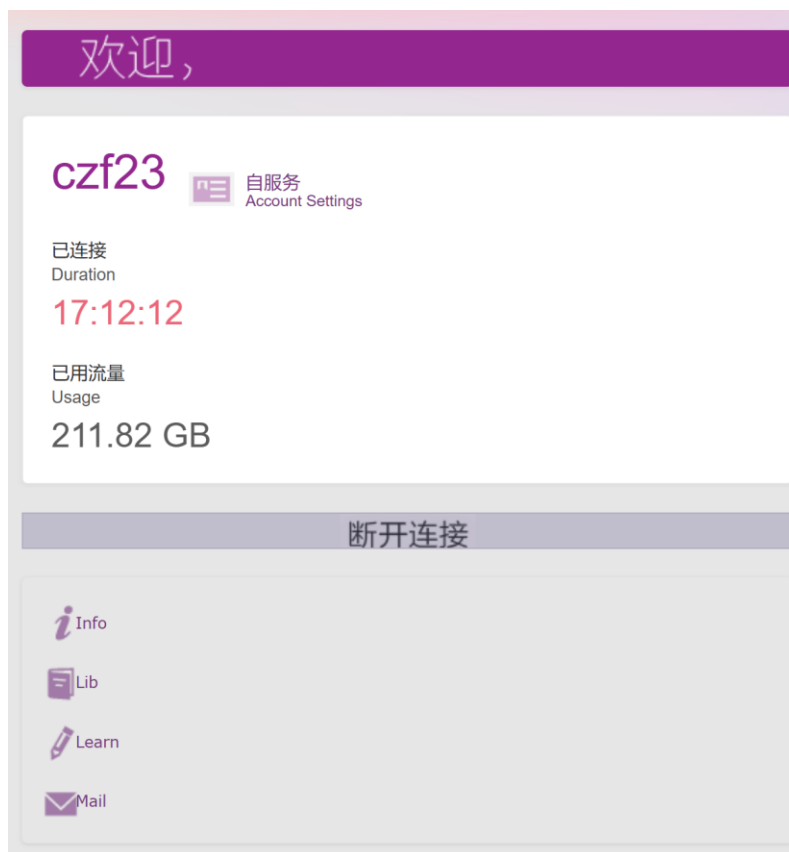 欢迎，
czf23
自服务
Account Settings
已连接
Duration
17:12:12
已用流量
Usage
211.82 GB
断开连接
Info
Lib
Learn
Mail